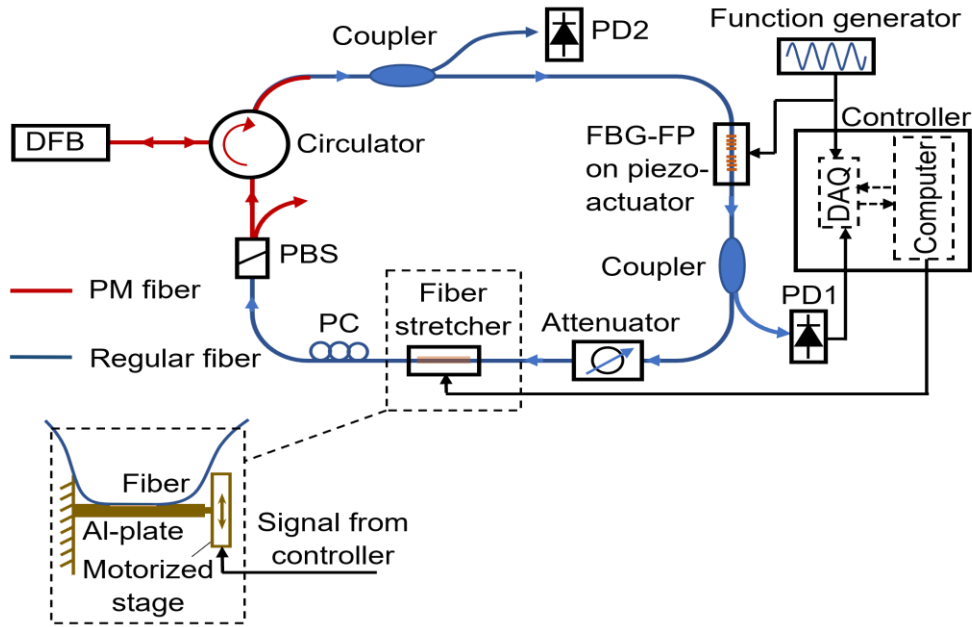 Function generator
Coupler
PD2
DFB
Circulator
FBG-FP
on piezo-
actuator
Controller
DAQ
Computer
PBS
Coupler
PD1
PM fiber
Regular fiber
PC
Fiber
stretcher
Attenuator
Fiber
Al-plate
Motorized
stage
Signal from
controller